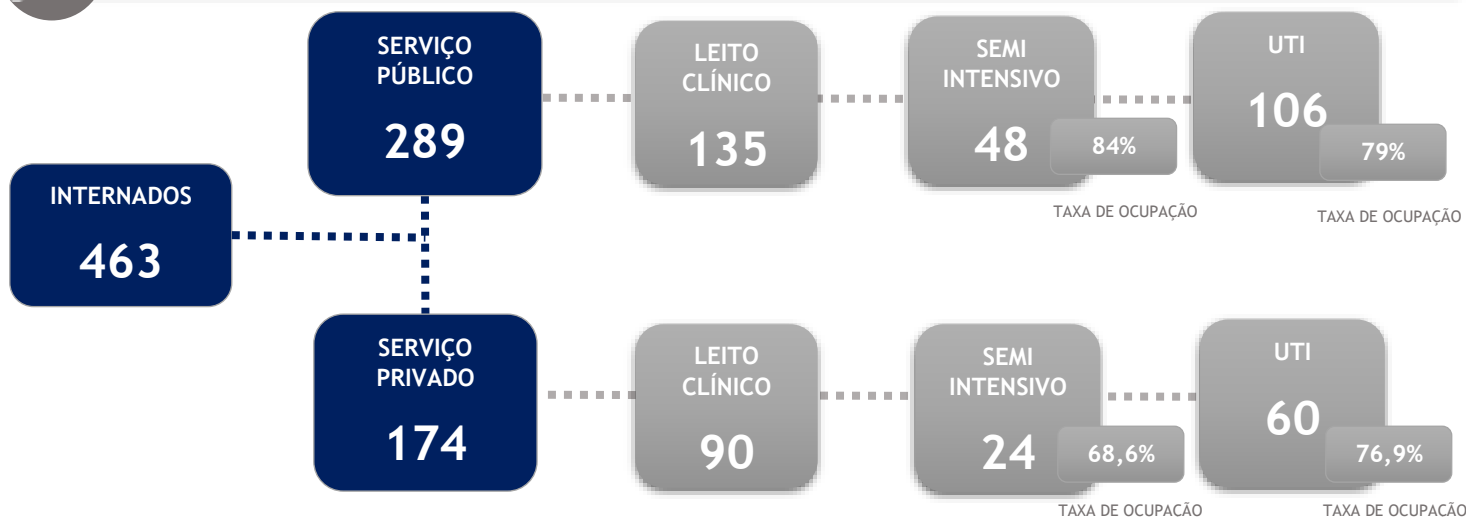 INTERNADOS
463
SERVIÇO
PÚBLICO
289
LEITO
CLÍNICO
135
SEMI
INTENSIVO
48
84%
TAXA DE OCUPAÇÃO
UTI
106
79%
TAXA DE OCUPAÇÃO
SERVIÇO
PRIVADO
174
LEITO
CLÍNICO
90
SEMI
INTENSIVO
24
68,6%
TAXA DE OCUPAÇÃO
UTI
60
76,9%
TAXA DE OCUPAÇÃO